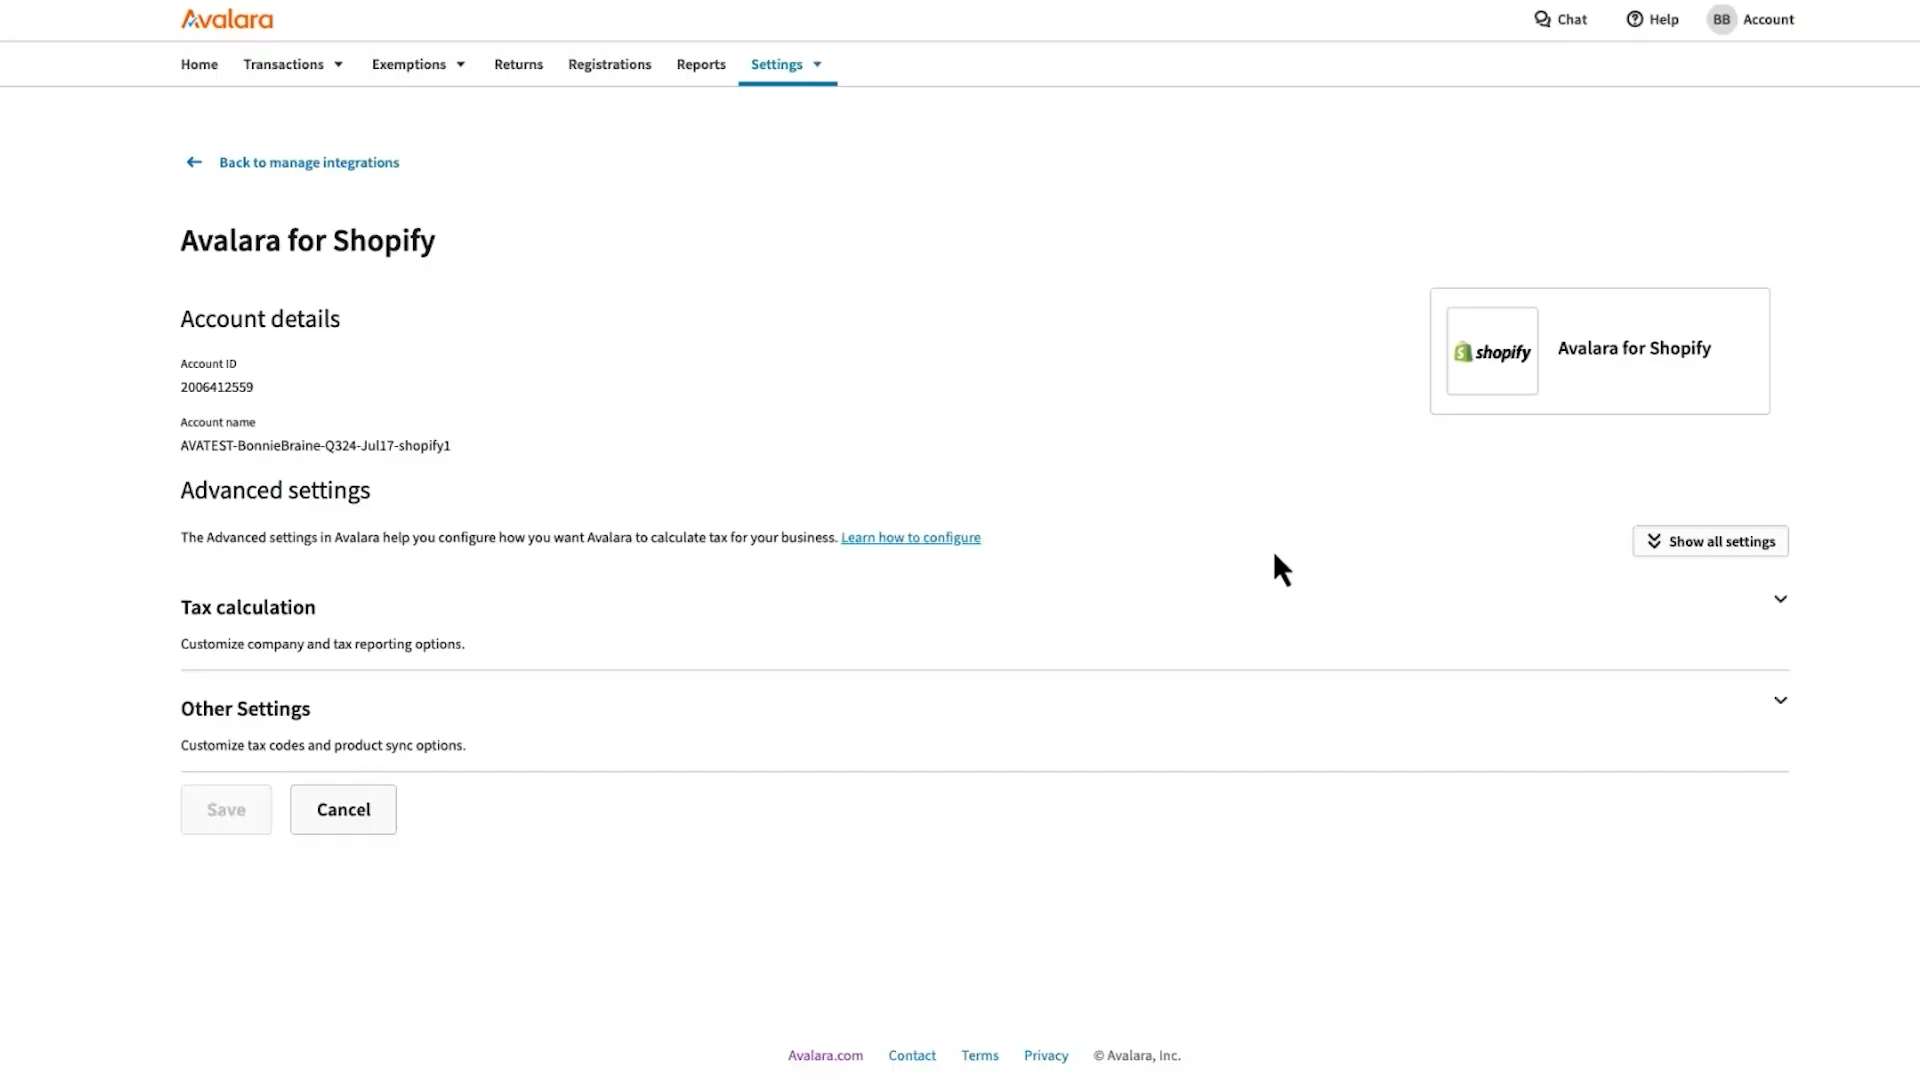 Avalara
Chat
Help
BB
Account
Home
Transactions
Exemptions
Returns
Registrations
Reports
Settings
Back to manage integrations
Avalara for Shopify
Account details
Account ID
2006412559
Account name
AVATEST-BonnieBraine-Q324-Jul17-shopify1
shopify
Avalara for Shopify
Advanced settings
The Advanced settings in Avalara help you configure how you want Avalara to calculate tax for your business. Learn how to configure
Show all settings
Tax calculation
Customize company and tax reporting options.
Other Settings
Customize tax codes and product sync options.
Save
Cancel
Avalara.com
Contact
Terms
Privacy
© Avalara, Inc.